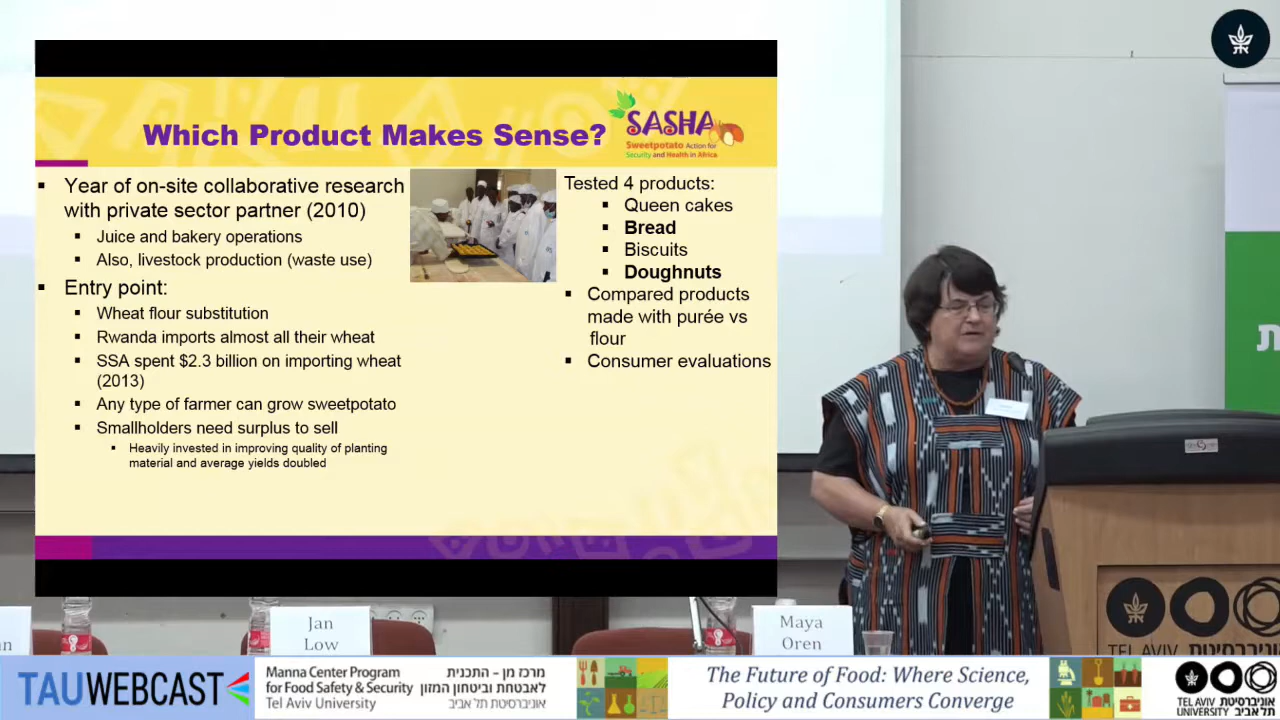 Which Product Makes Sense?
SASHA
Sweetpotato Action for
Security and Health in Africa
Year of on-site collaborative research
with private sector partner (2010)
Juice and bakery operations
Also, livestock production (waste use)
Entry point:
Wheat flour substitution
Rwanda imports almost all their wheat
SSA spent $2.3 billion on importing wheat
(2013)
Any type of farmer can grow sweetpotato
Smallholders need surplus to sell
Heavily invested in improving quality of planting
material and average yields doubled
Tested 4 products:
Queen cakes
Bread
Biscuits
Doughnuts
Compared products
made with purée vs
flour
Consumer evaluations
Jan
Low
Maya
Oren
TEL AVIV אוניברסיטת
TAUWEBCAST
Manna Center Program
for Food Safety & Security
Tel Aviv University
מרכז מן – התכנית
לאבטחת וביטחון המזון
אוניברסיטת תל אביב
The Future of Food: Where Science,
Policy and Consumers Converge
TEL AVIV אוניברסיטת
UNIVERSITY תל אביב